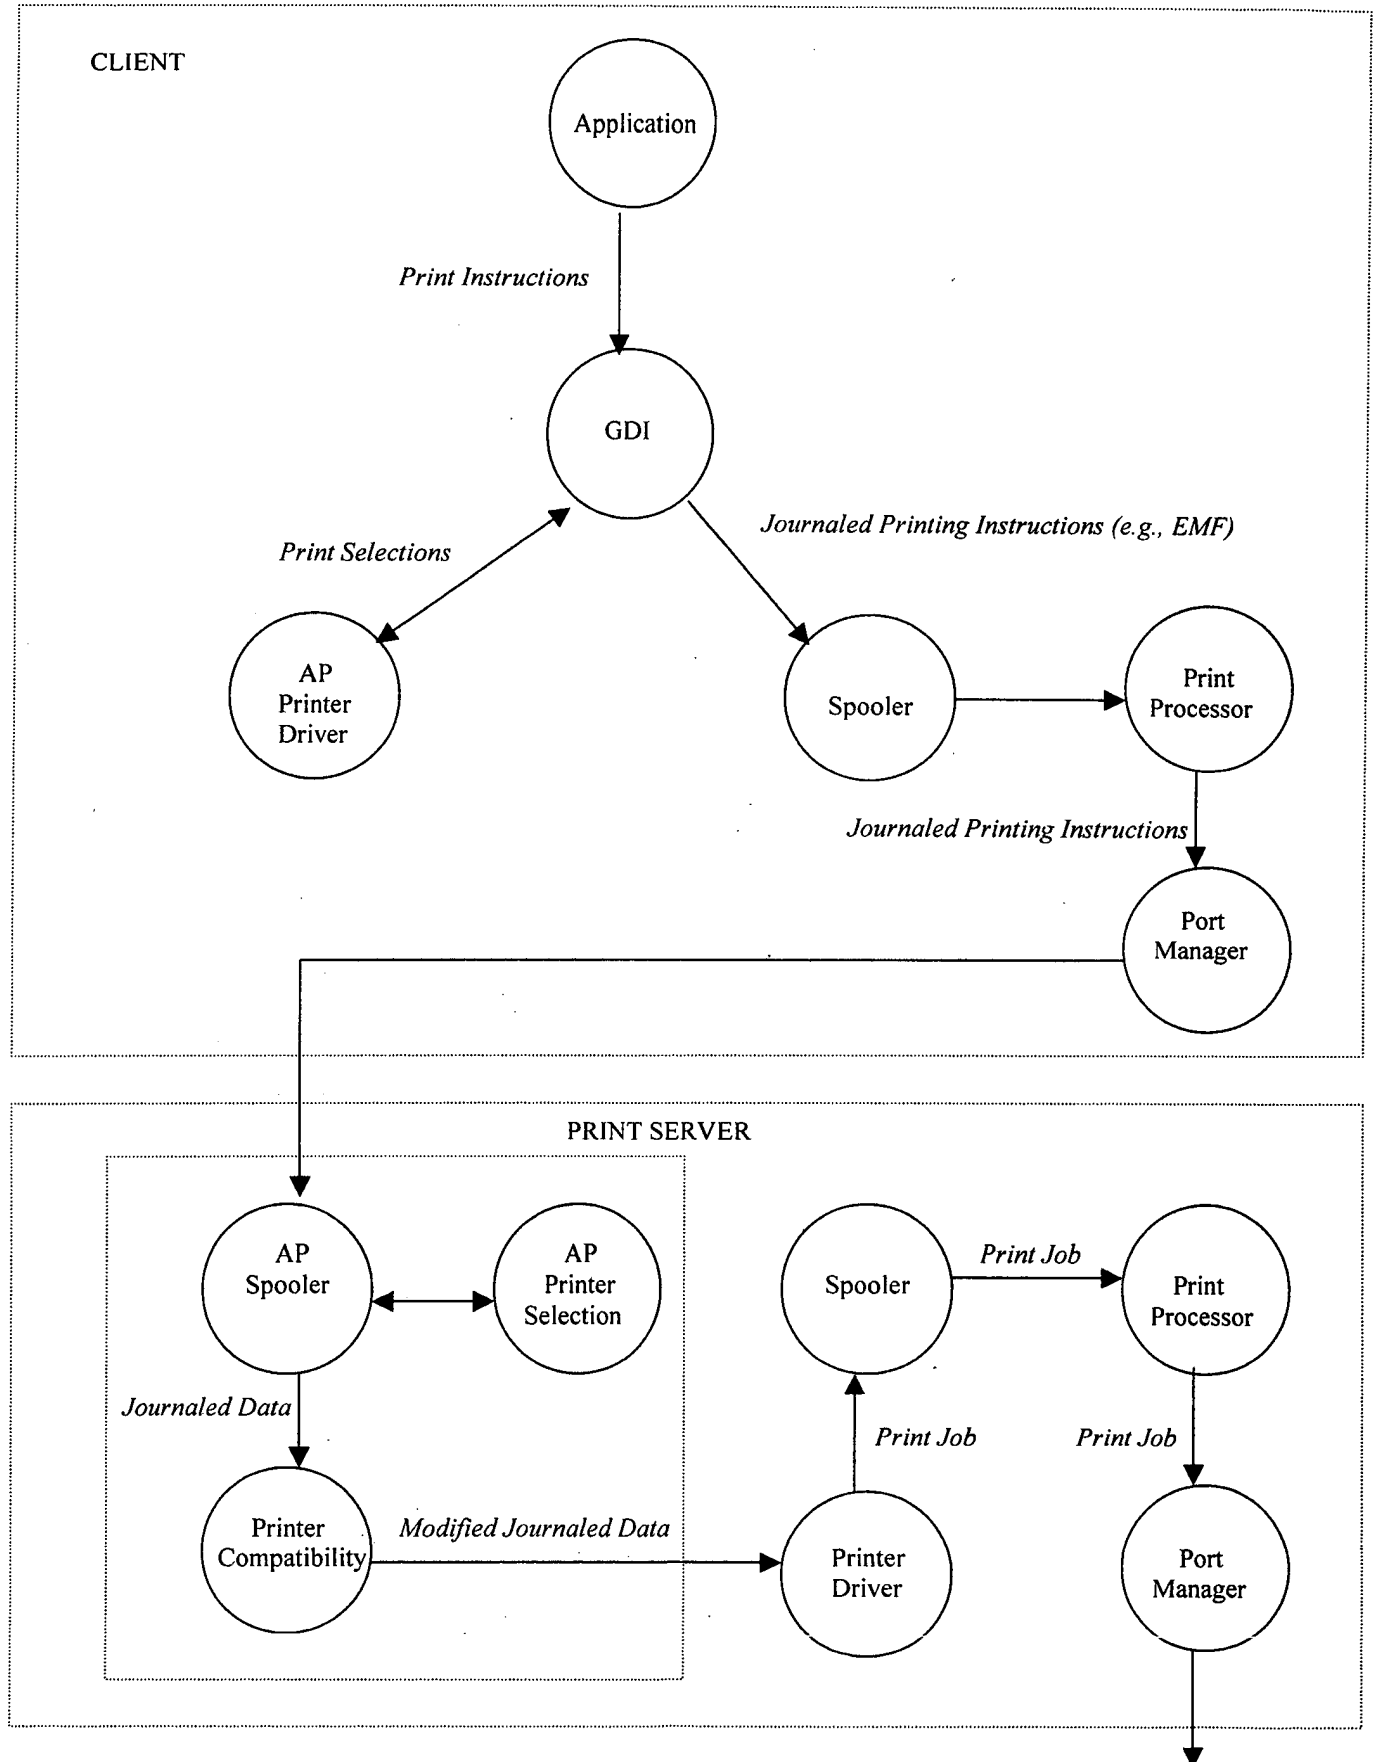 CLIENT
Application
Print Instructions
GDI
Journaled Printing Instructions (e.g., EMF)
Print Selections
AP
Printer
Driver
Spooler
Print
Processor
Journaled Printing Instructions
Port
Manager
PRINT SERVER
AP
Spooler
AP
Printer
Selection
Spooler
Print Job
Print
Processor
Journaled Data
Print Job
Print Job
Printer
Compatibility
Modified Journaled Data
Printer
Driver
Port
Manager